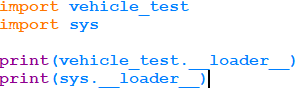 import vehicle_test
import sys
print(vehicle_test.__loader__)
print(sys.__loader__)